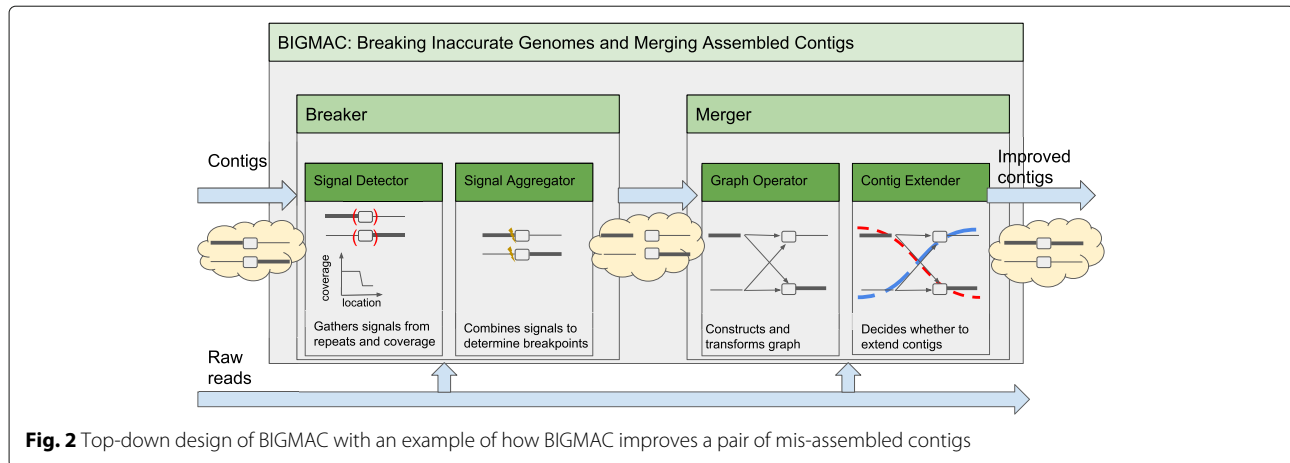 BIGMAC: Breaking Inaccurate Genomes and Merging Assembled Contigs
Breaker
Merger
Contigs
Improved
contigs
Signal Detector
Signal Aggregator
Graph Operator
Contig Extender
coverage
location
Gathers signals from
repeats and coverage
Combines signals to
determine breakpoints
Constructs and
transforms graph
Decides whether to
extend contigs
Raw
reads
Fig. 2 Top-down design of BIGMAC with an example of how BIGMAC improves a pair of mis-assembled contigs